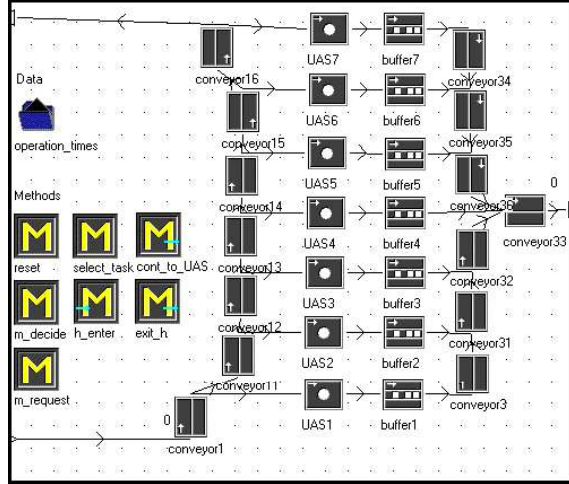 UAS7 buffer7
conveyor16 conveyor34
Data
UAS6 buffer6
operation_times conveyor15 conveyor35
UAS5 buffer5 0
Methods
conveyor14 conveyor36
UAS4 buffer4 conveyor33
reset select_task cont_to_UAS conveyor13
UAS3 buffer3 conveyor32
m_decide h_enter exit_h conveyor12
UAS2 buffer2 conveyor31
m_request conveyor11
conveyor3
0
UAS1 buffer1
conveyor1